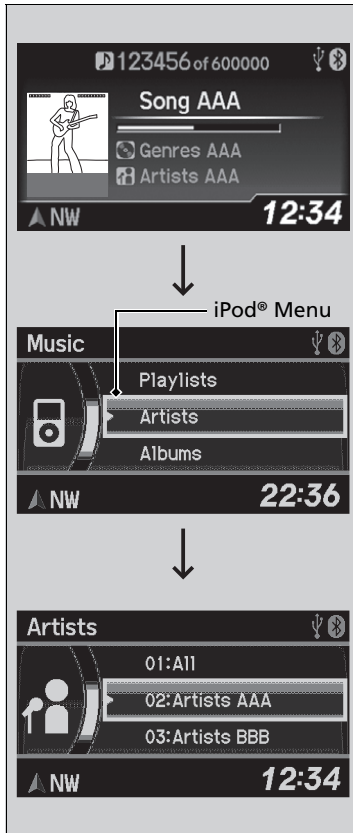 123456 of 600000
Song AAA
Genres AAA
Artists AAA
NW 12:34
iPod® Menu
Music
Playlists
Artists
Albums
NW 22:36
Artists
01:All
02:Artists AAA
03:Artists BBB
NW 12:34